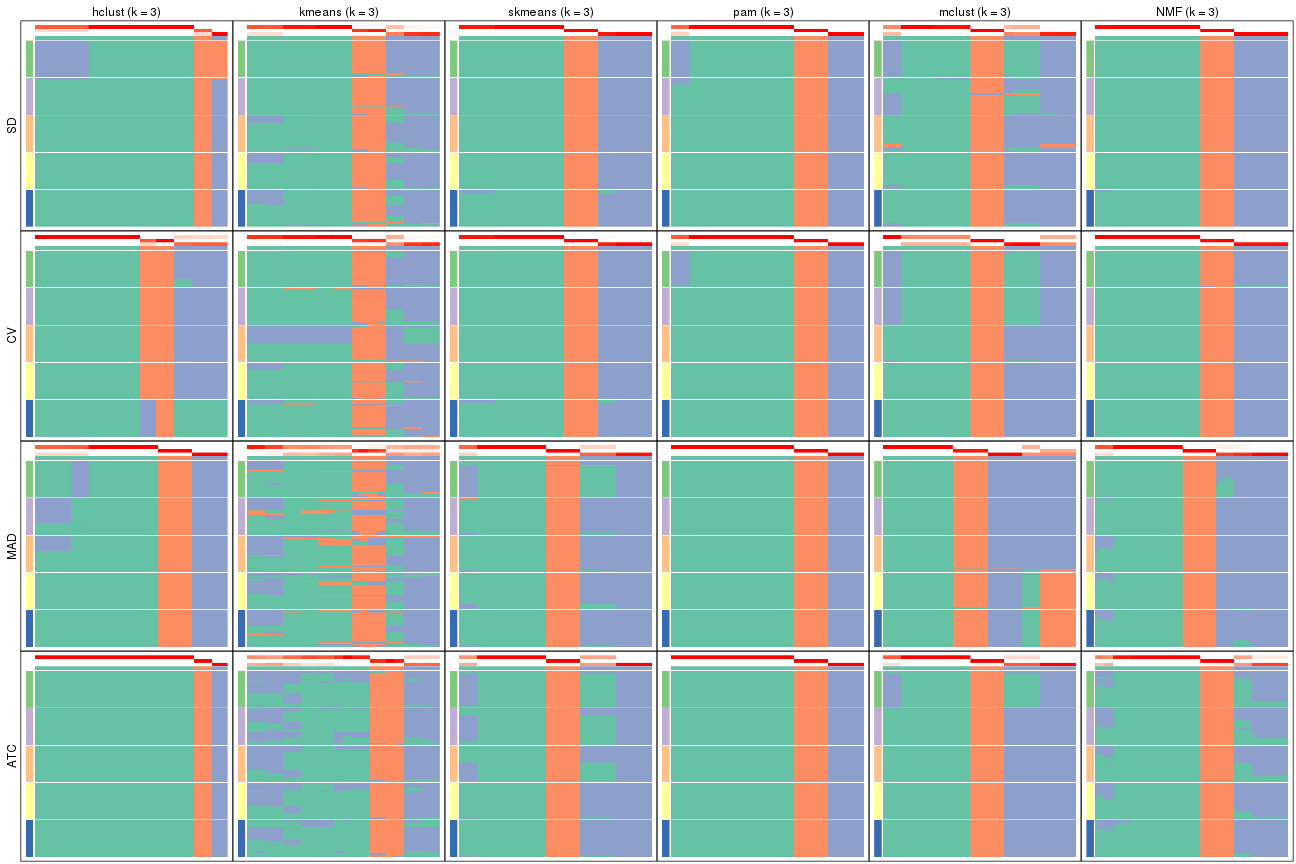 hclust (k = 3) kmeans (k = 3) skmeans (k = 3) pam (k = 3) mclust (k = 3) NMF (k = 3)
SD
CV
MAD
ATC